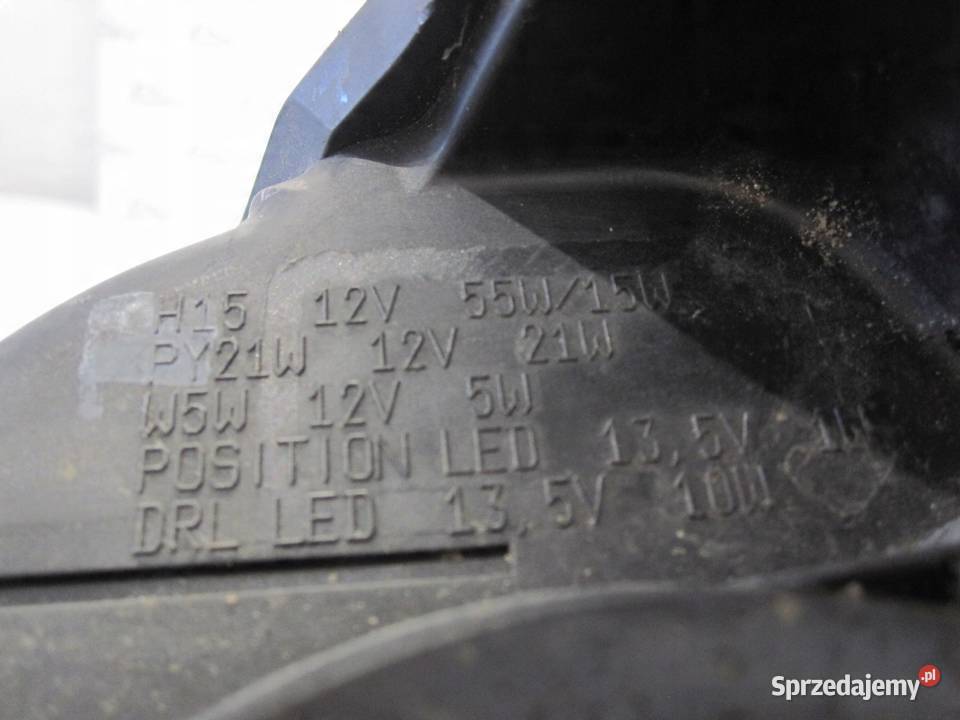 H15 12V 55W/15W
PY21W 12V 21W
W5W 12V 5W
POSITION LED 13,5V 1W
DRL LED 13,5V 10W
Sprzedajemy.pl